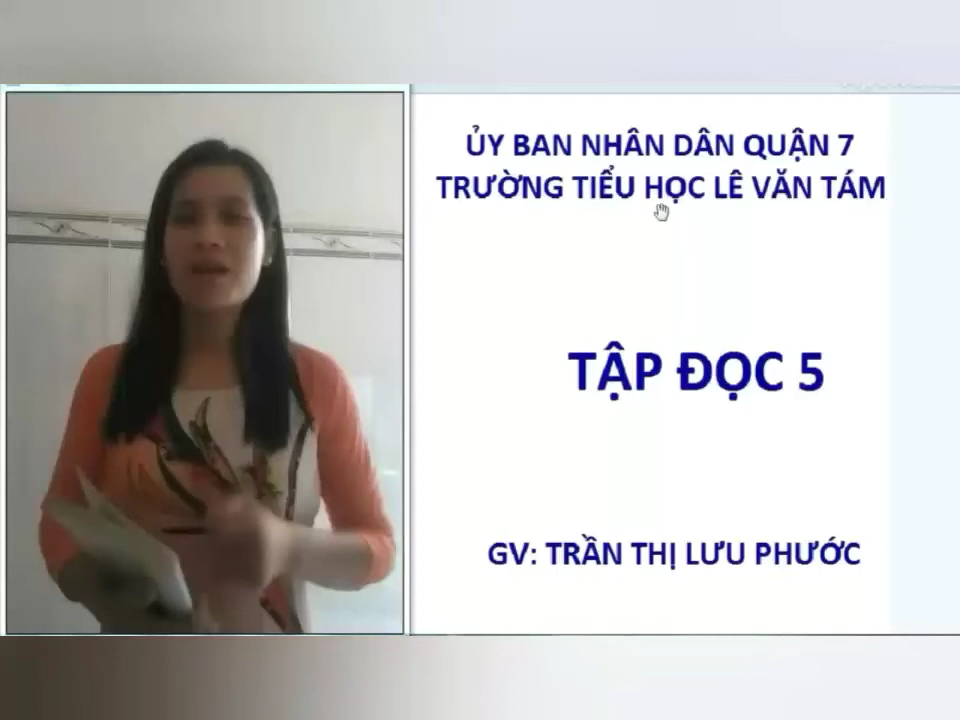 ỦY BAN NHÂN DÂN QUẬN 7
TRƯỜNG TIỂU HỌC LÊ VĂN TÁM
TẬP ĐỌC 5
GV: TRẦN THỊ LƯU PHƯỚC